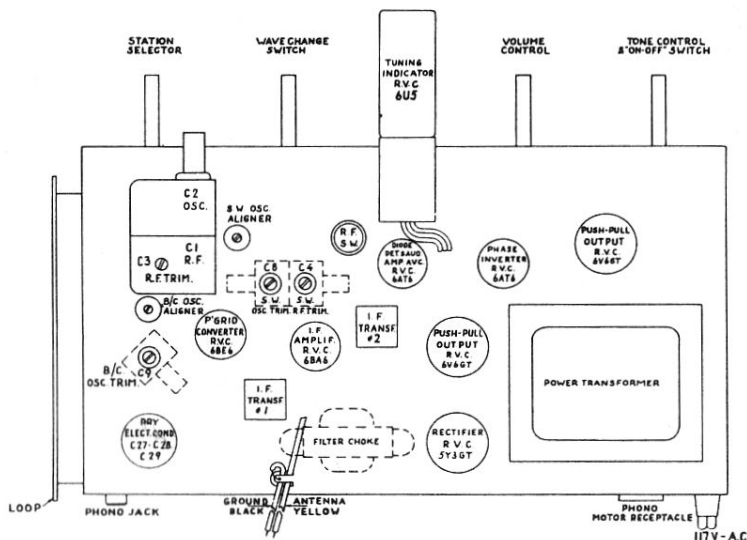 STATION
SELECTOR
WAVE CHANGE
SWITCH
TUNING
INDICATOR
R.V.C
6U5
VOLUME
CONTROL
TONE CONTROL
&"ON-OFF" SWITCH
C2
OSC.
C1
R.F.
C3
R.F. TRIM.
S.W. OSC.
ALIGNER
R.F.
S.W.
DIODE
DET & AUD
AMP AVC
R.V.C.
6AT6
PHASE
INVERTER
R.V.C.
6AT6
PUSH-PULL
OUTPUT
R.V.C.
6V6GT
C8
S.W.
OSC TRIM.
C4
S.W.
R.F. TRIM.
B/C OSC.
ALIGNER
P'GRID
CONVERTER
R.V.C.
6BE6
I.F.
AMPLIF.
R.V.C.
6BA6
I.F.
TRANSF.
#2
PUSH-PULL
OUTPUT
R.V.C.
6V6GT
POWER TRANSFORMER
B/C
OSC. TRIM.
C9
I.F.
TRANSF
#1
DRY
ELECT. COND
C27-C28
C29
FILTER CHOKE
RECTIFIER
R V C
5Y3GT
LOOP
PHONO JACK
GROUND
BLACK
ANTENNA
YELLOW
PHONO
MOTOR RECEPTACLE
117V-A.C